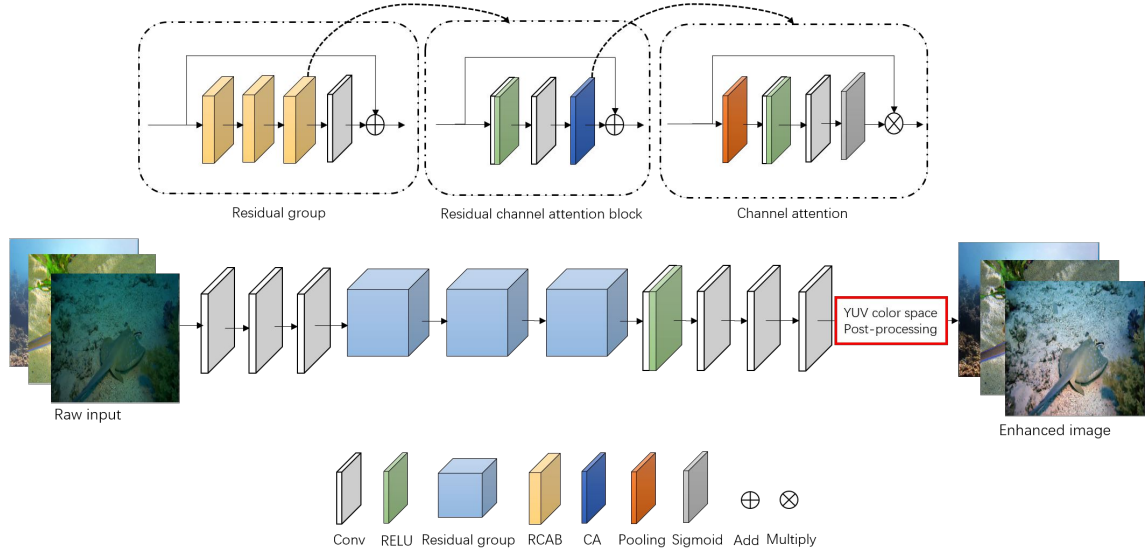 Residual group
Residual channel attention block
Channel attention
YUV color space
Post-processing
Raw input
Enhanced image
Conv
RELU
Residual group
RCAB
CA
Pooling
Sigmoid
Add
Multiply